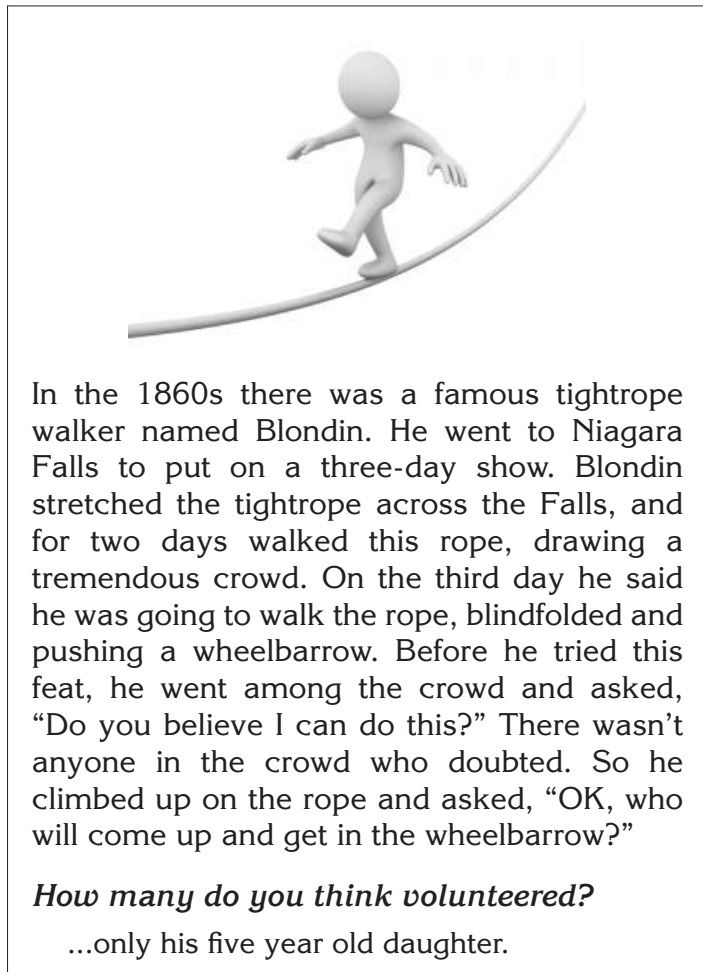 In the 1860s there was a famous tightrope
walker named Blondin. He went to Niagara
Falls to put on a three-day show. Blondin
stretched the tightrope across the Falls, and
for two days walked this rope, drawing a
tremendous crowd. On the third day he said
he was going to walk the rope, blindfolded and
pushing a wheelbarrow. Before he tried this
feat, he went among the crowd and asked,
“Do you believe I can do this?” There wasn’t
anyone in the crowd who doubted. So he
climbed up on the rope and asked, “OK, who
will come up and get in the wheelbarrow?”
How many do you think volunteered?
...only his five year old daughter.